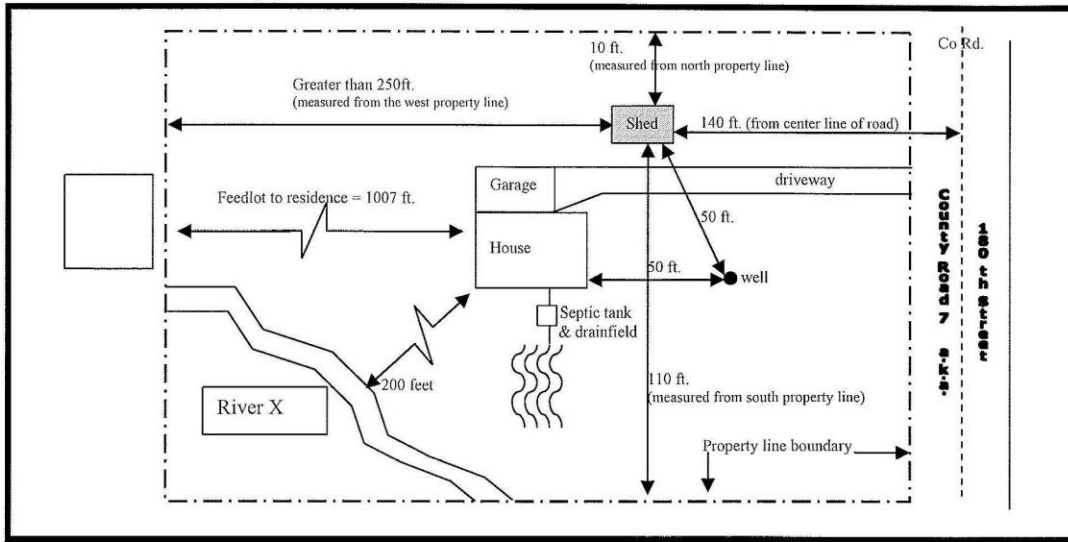 Co Rd.
10 ft.
(measured from north property line)
Greater than 250ft.
(measured from the west property line)
Shed
140 ft. (from center line of road)
Garage
driveway
Feedlot to residence = 1007 ft.
50 ft.
House
50 ft.
well
Septic tank
& drainfield
200 feet
110 ft.
(measured from south property line)
River X
Property line boundary
County Road 7 a.k.a.
180 th Street